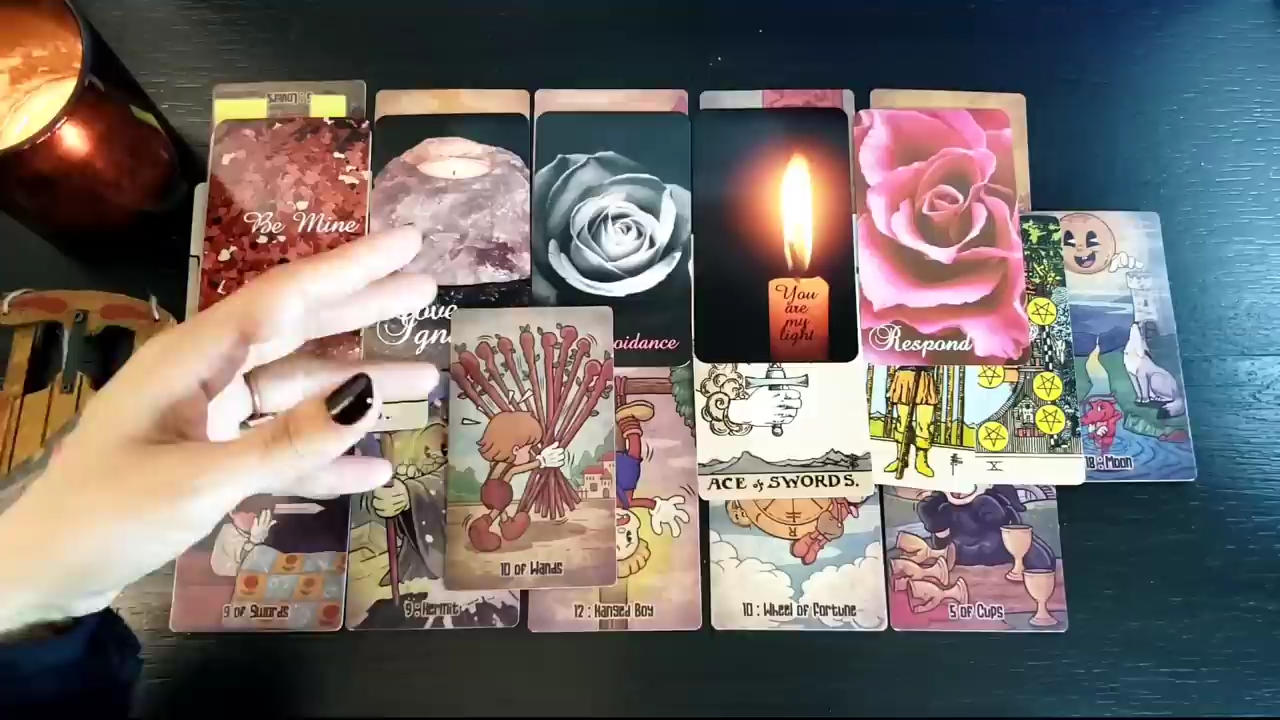 Be Mine
Love
oidance
You
are
my
light
Respond
ACE of SWORDS.
X
18 : Moon
10 of Wands
9 of Swords
9 : Hermit
12 : Hanged Boy
10 : Wheel of Fortune
5 of Cups